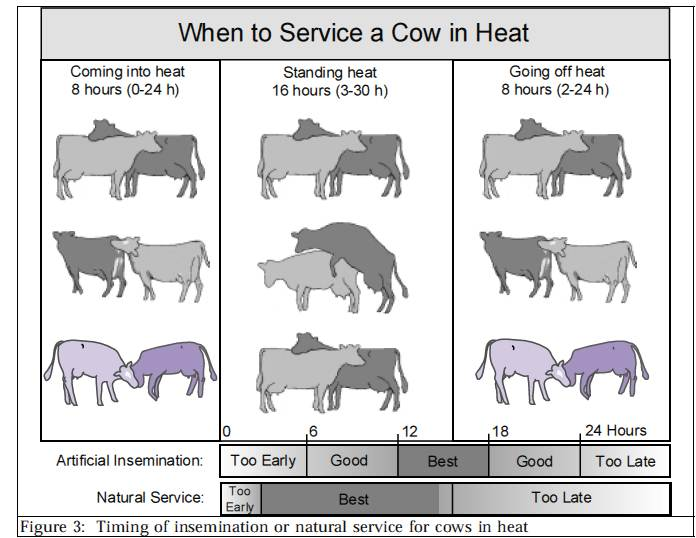 When to Service a Cow in Heat
Coming into heat
8 hours (0-24 h)
Standing heat
16 hours (3-30 h)
Going off heat
8 hours (2-24 h)
0
6
12
18
24 Hours
Artificial Insemination:
Too Early
Good
Best
Good
Too Late
Natural Service:
Too
Early
Best
Too Late
Figure 3: Timing of insemination or natural service for cows in heat